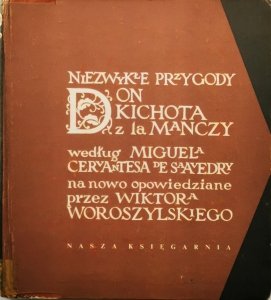 NIEZWYKŁE PRZYGODY
DON
KICHOTA
z la MANCZY
według MIGUELA
CERVANTESA DE SAAVEDRY
na nowo opowiedziane
przez WIKTORA
WOROSZYLSKIEGO
NASZA KSIĘGARNIA